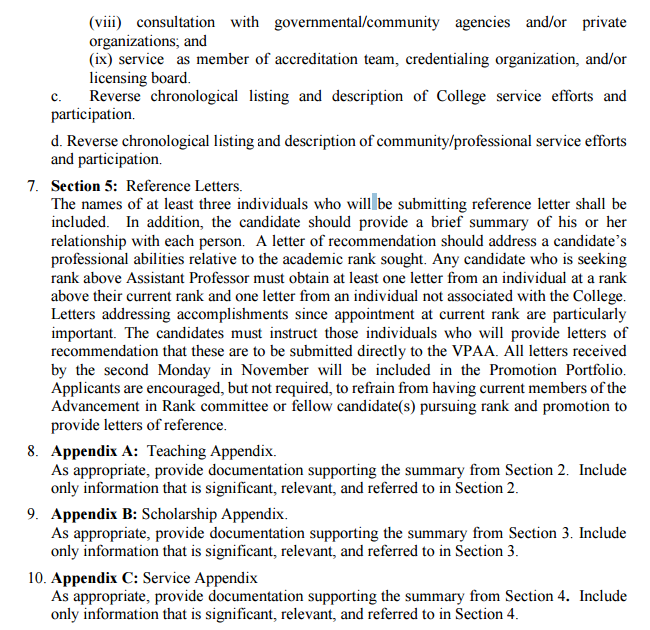 (viii) consultation with governmental/community agencies and/or private
organizations; and
(ix) service as member of accreditation team, credentialing organization, and/or
licensing board.
c. Reverse chronological listing and description of College service efforts and
participation.
d. Reverse chronological listing and description of community/professional service efforts
and participation.
7. Section 5: Reference Letters.
The names of at least three individuals who will be submitting reference letter shall be
included. In addition, the candidate should provide a brief summary of his or her
relationship with each person. A letter of recommendation should address a candidate's
professional abilities relative to the academic rank sought. Any candidate who is seeking
rank above Assistant Professor must obtain at least one letter from an individual at a rank
above their current rank and one letter from an individual not associated with the College.
Letters addressing accomplishments since appointment at current rank are particularly
important. The candidates must instruct those individuals who will provide letters of
recommendation that these are to be submitted directly to the VPAA. All letters received
by the second Monday in November will be included in the Promotion Portfolio.
Applicants are encouraged, but not required, to refrain from having current members of the
Advancement in Rank committee or fellow candidate(s) pursuing rank and promotion to
provide letters of reference.
8. Appendix A: Teaching Appendix.
As appropriate, provide documentation supporting the summary from Section 2. Include
only information that is significant, relevant, and referred to in Section 2.
9. Appendix B: Scholarship Appendix.
As appropriate, provide documentation supporting the summary from Section 3. Include
only information that is significant, relevant, and referred to in Section 3.
10. Appendix C: Service Appendix
As appropriate, provide documentation supporting the summary from Section 4. Include
only information that is significant, relevant, and referred to in Section 4.